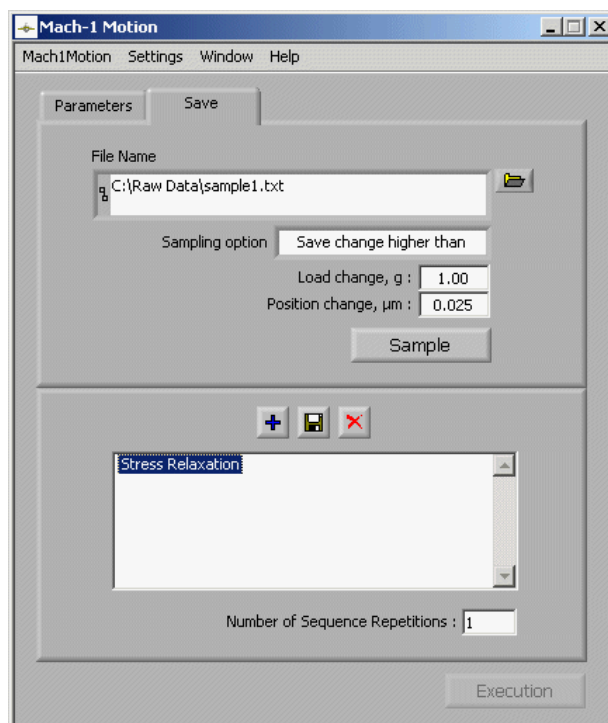 Mach-1 Motion
Mach1Motion Settings Window Help
Parameters Save
File Name
C:\Raw Data\sample1.txt
Sampling option Save change higher than
Load change, g : 1.00
Position change, µm : 0.025
Sample
Stress Relaxation
Number of Sequence Repetitions : 1
Execution